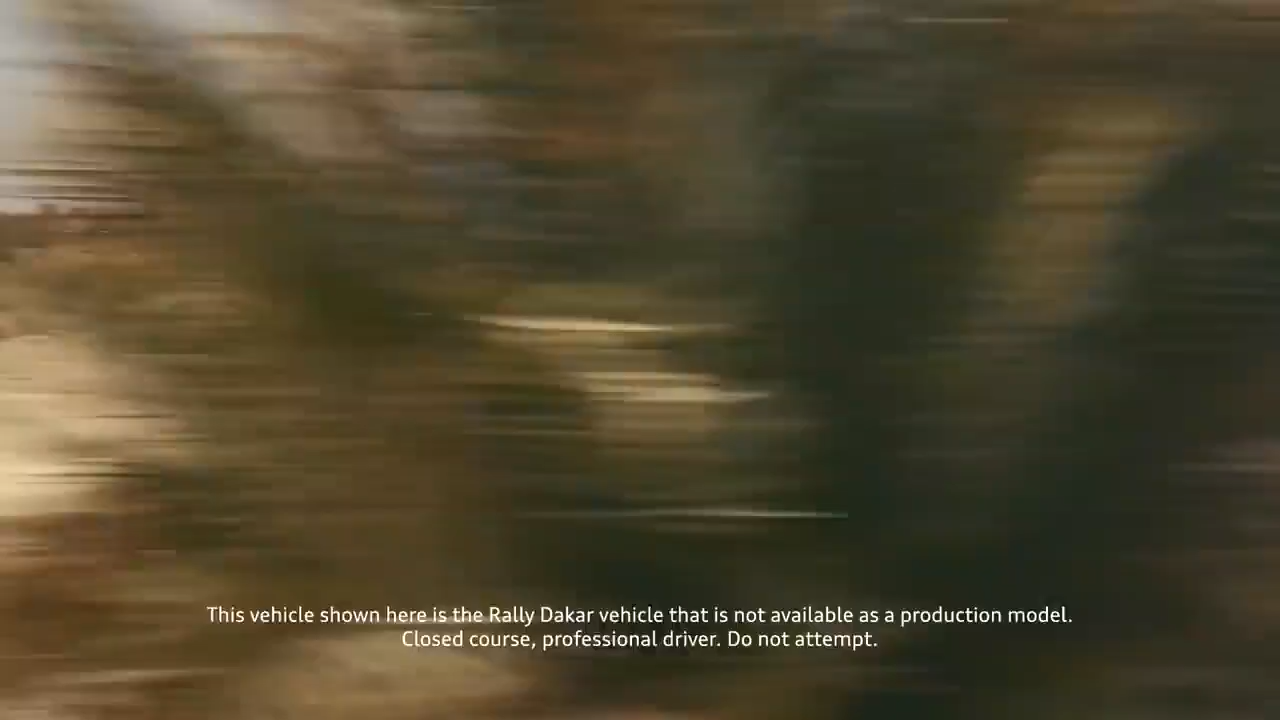 This vehicle shown here is the Rally Dakar vehicle that is not available as a production model.
Closed course, professional driver. Do not attempt.